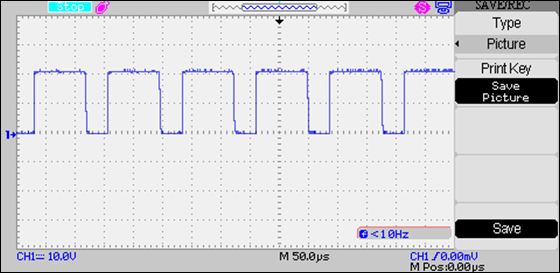 Stop
SAVE/REC
Type
Picture
Print Key
Save
Picture
1
<10Hz
Save
CH1 10.0V
M 50.0μs
CH1 /0.00mV
M Pos:0.00μs